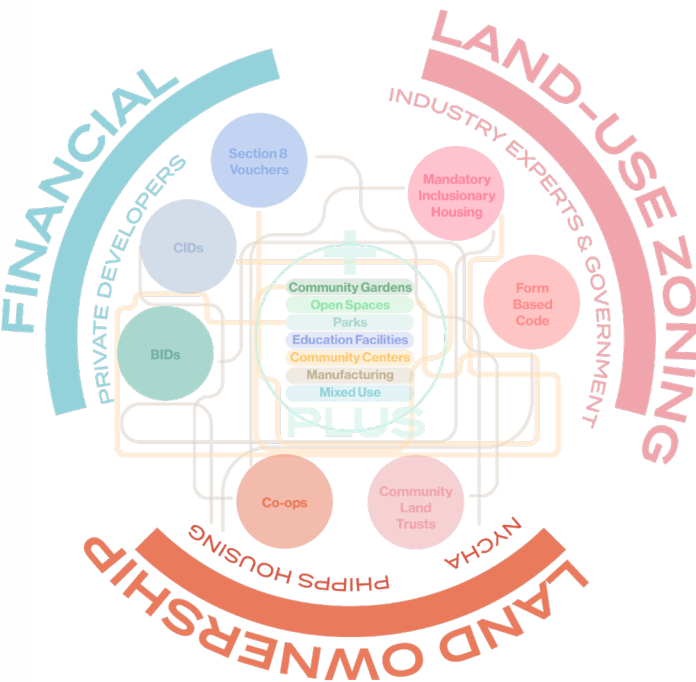 FINANCIAL
PRIVATE DEVELOPERS
LAND-USE ZONING
INDUSTRY EXPERTS & GOVERNMENT
Section 8
Vouchers
CIDs
BIDs
Mandatory
Inclusionary
Housing
Form
Based
Code
Community Gardens
Open Spaces
Parks
Education Facilities
Community Centers
Manufacturing
Mixed Use
PLUS
Co-ops
Community
Land
Trusts
PHIPPS HOUSING
NYCHA
LAND OWNERSHIP